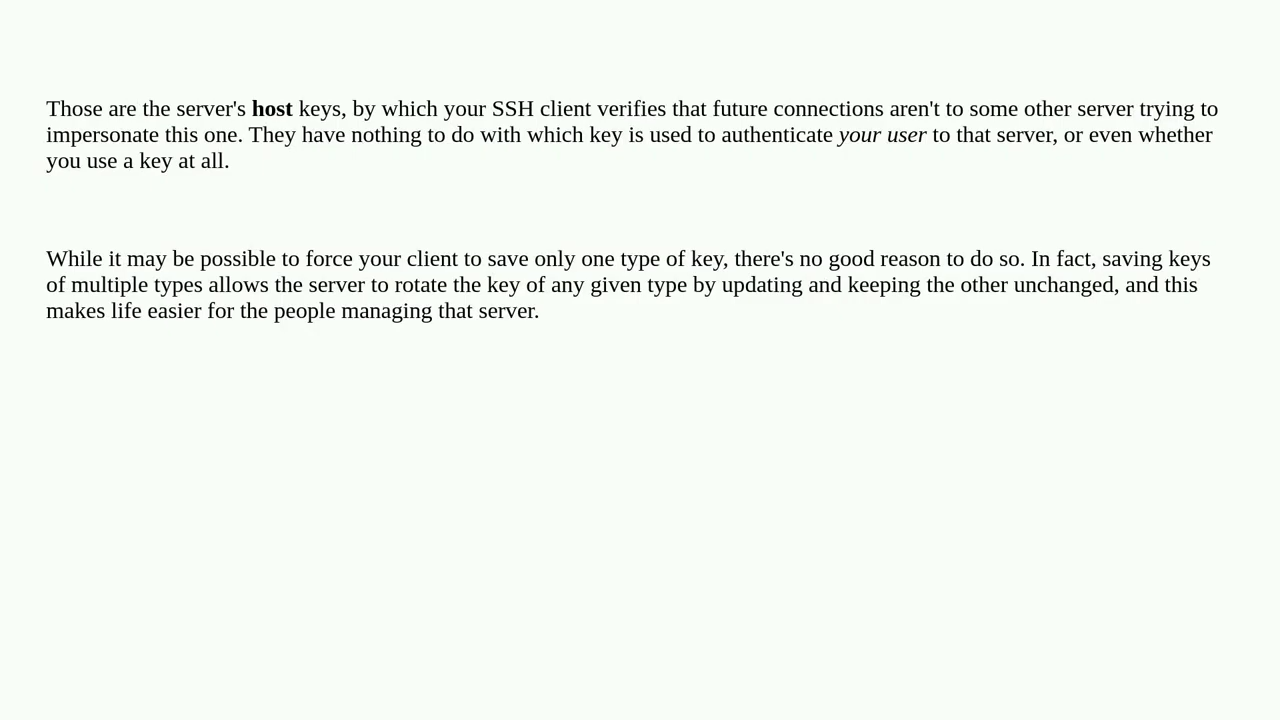 Those are the server's host keys, by which your SSH client verifies that future connections aren't to some other server trying to
impersonate this one. They have nothing to do with which key is used to authenticate your user to that server, or even whether
you use a key at all.
While it may be possible to force your client to save only one type of key, there's no good reason to do so. In fact, saving keys
of multiple types allows the server to rotate the key of any given type by updating and keeping the other unchanged, and this
makes life easier for the people managing that server.